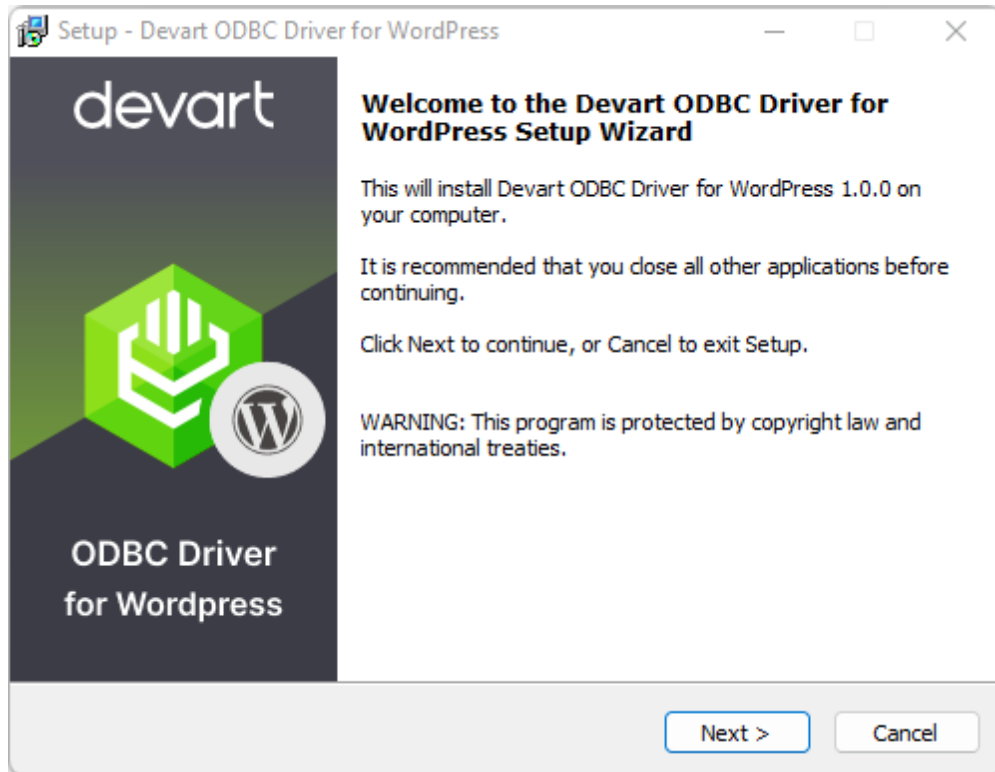 Setup - Devart ODBC Driver for WordPress
devart
ODBC Driver
for Wordpress
Welcome to the Devart ODBC Driver for
WordPress Setup Wizard
This will install Devart ODBC Driver for WordPress 1.0.0 on
your computer.
It is recommended that you close all other applications before
continuing.
Click Next to continue, or Cancel to exit Setup.
WARNING: This program is protected by copyright law and
international treaties.
Next >
Cancel